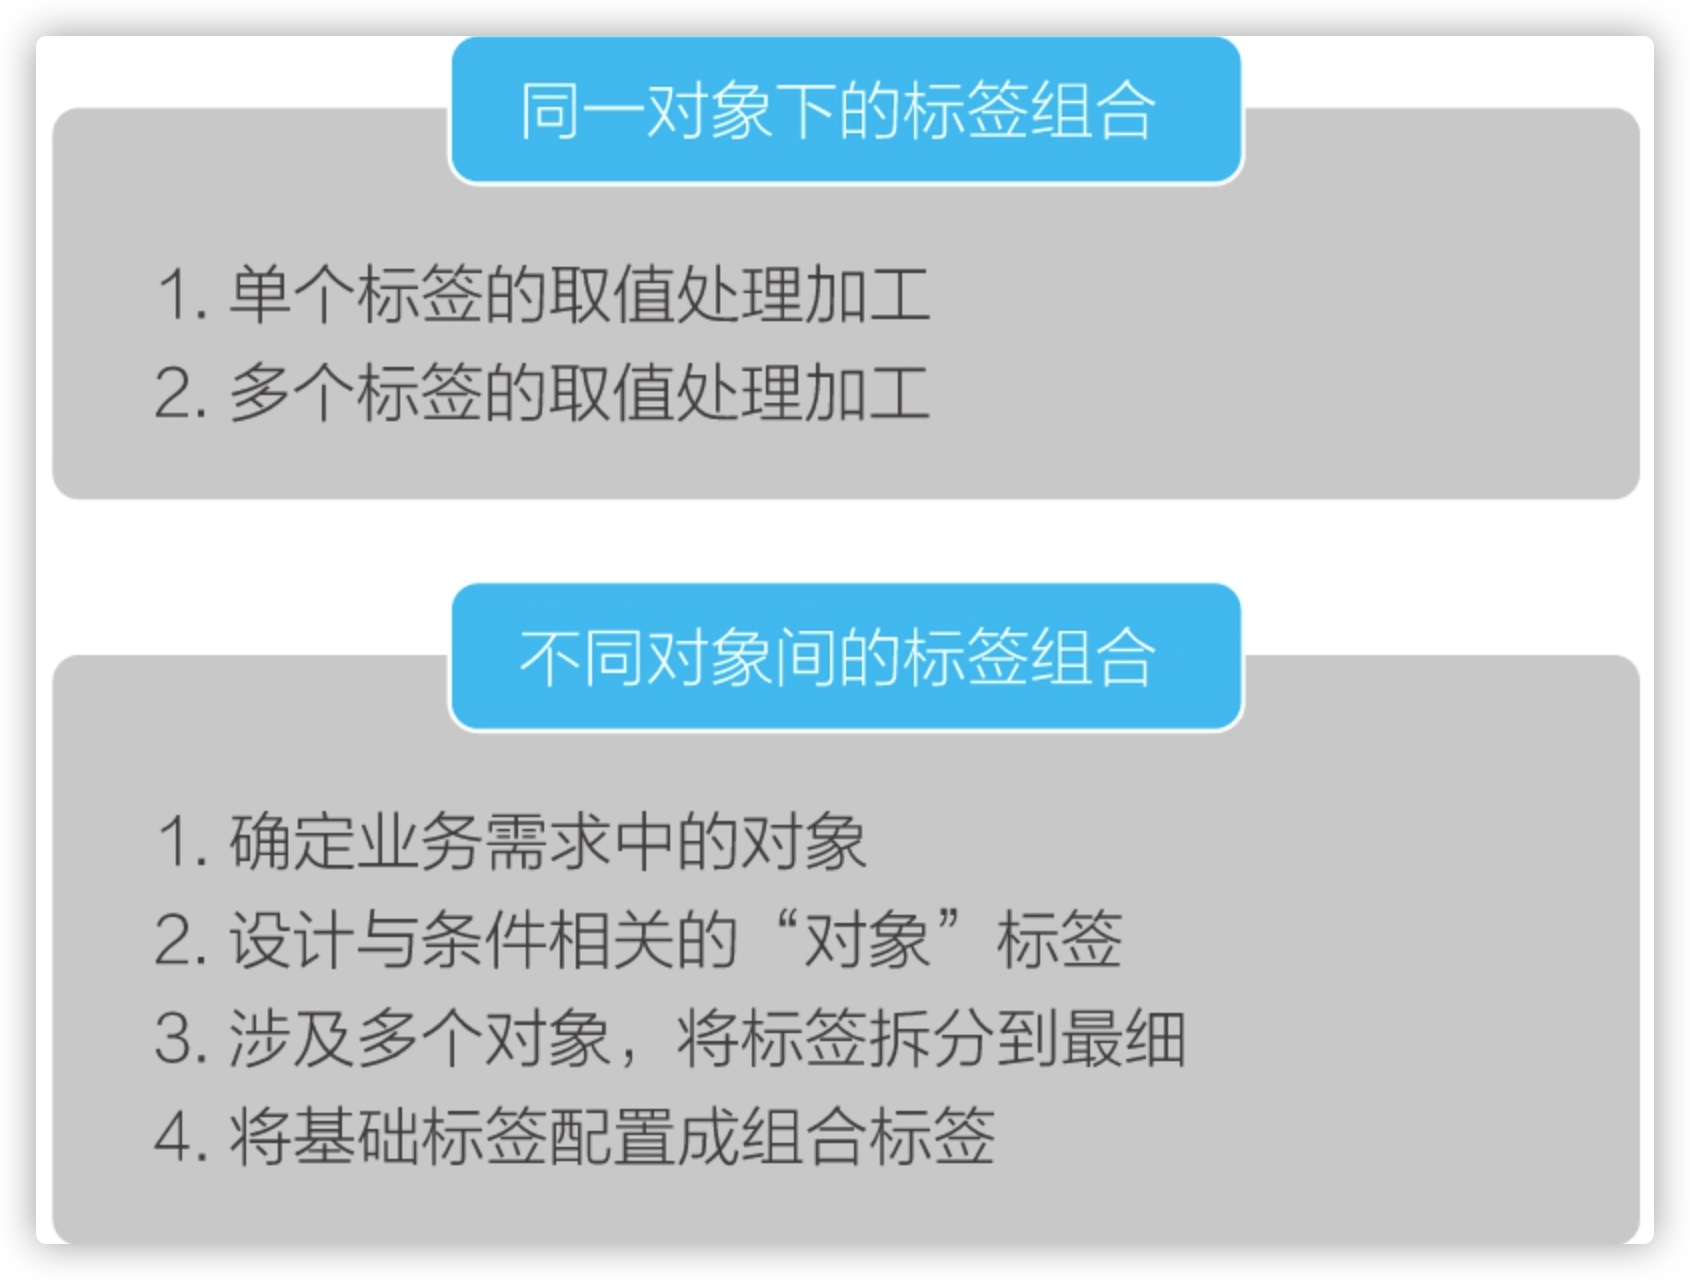 同一对象下的标签组合
1. 单个标签的取值处理加工
2. 多个标签的取值处理加工
不同对象间的标签组合
1. 确定业务需求中的对象
2. 设计与条件相关的“对象”标签
3. 涉及多个对象，将标签拆分到最细
4. 将基础标签配置成组合标签